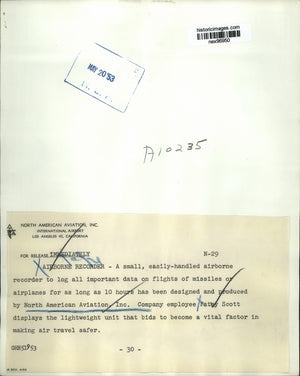 historicimages.com
MAY 20 '53
A10235
NORTH AMERICAN AVIATION, INC.
INTERNATIONAL AIRPORT
LOS ANGELES 45, CALIFORNIA
FOR RELEASE IMMEDIATELY N-29
AIRBORNE RECORDER - A small, easily-handled airborne
recorder to log all important data on flights of missiles or
airplanes for as long as 10 hours has been designed and produced
by North American Aviation, Inc. Company employee Patsy Scott
displays the lightweight unit that bids to become a vital factor in
making air travel safer.
- 30 -